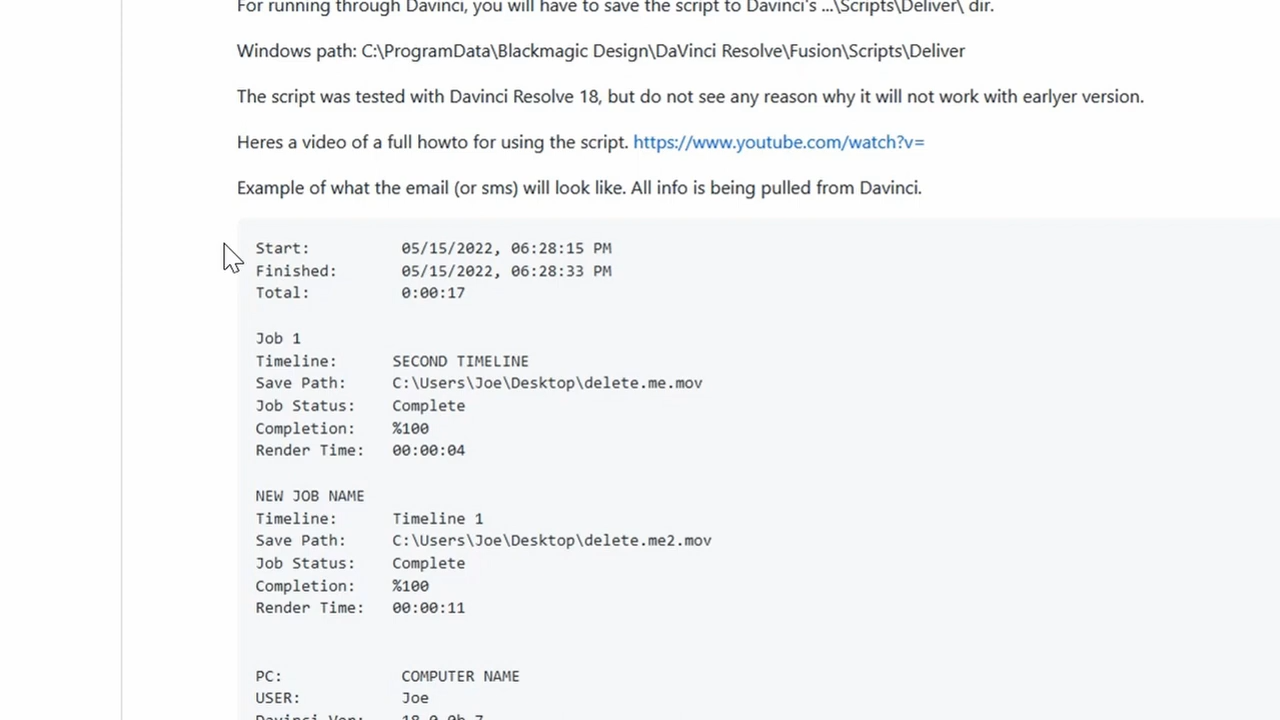 For running through Davinci, you will have to save the script to Davinci's ...\Scripts\Deliver\ dir.
Windows path: C:\ProgramData\Blackmagic Design\DaVinci Resolve\Fusion\Scripts\Deliver
The script was tested with Davinci Resolve 18, but do not see any reason why it will not work with earlyer version.
Heres a video of a full howto for using the script. https://www.youtube.com/watch?v=
Example of what the email (or sms) will look like. All info is being pulled from Davinci.
Start: 05/15/2022, 06:28:15 PM
Finished: 05/15/2022, 06:28:33 PM
Total: 0:00:17
Job 1
Timeline: SECOND TIMELINE
Save Path: C:\Users\Joe\Desktop\delete.me.mov
Job Status: Complete
Completion: %100
Render Time: 00:00:04
NEW JOB NAME
Timeline: Timeline 1
Save Path: C:\Users\Joe\Desktop\delete.me2.mov
Job Status: Complete
Completion: %100
Render Time: 00:00:11
PC: COMPUTER NAME
USER: Joe
Davinci Ver: 18.0.0b.7